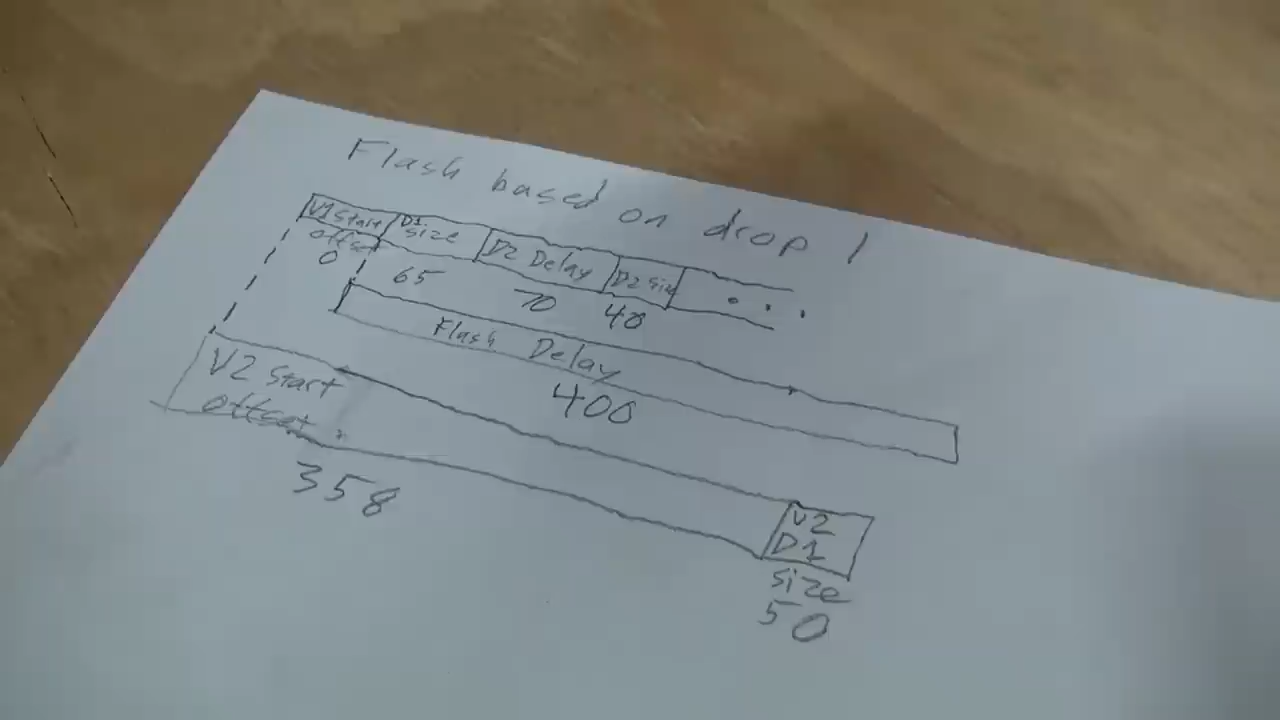 Flash based on drop 1
V1 Start D1 size D2 Delay D2 size . . .
offset
0 65 70 40
Flash Delay
400
V2 Start
offset
358
V2
D1
size
50